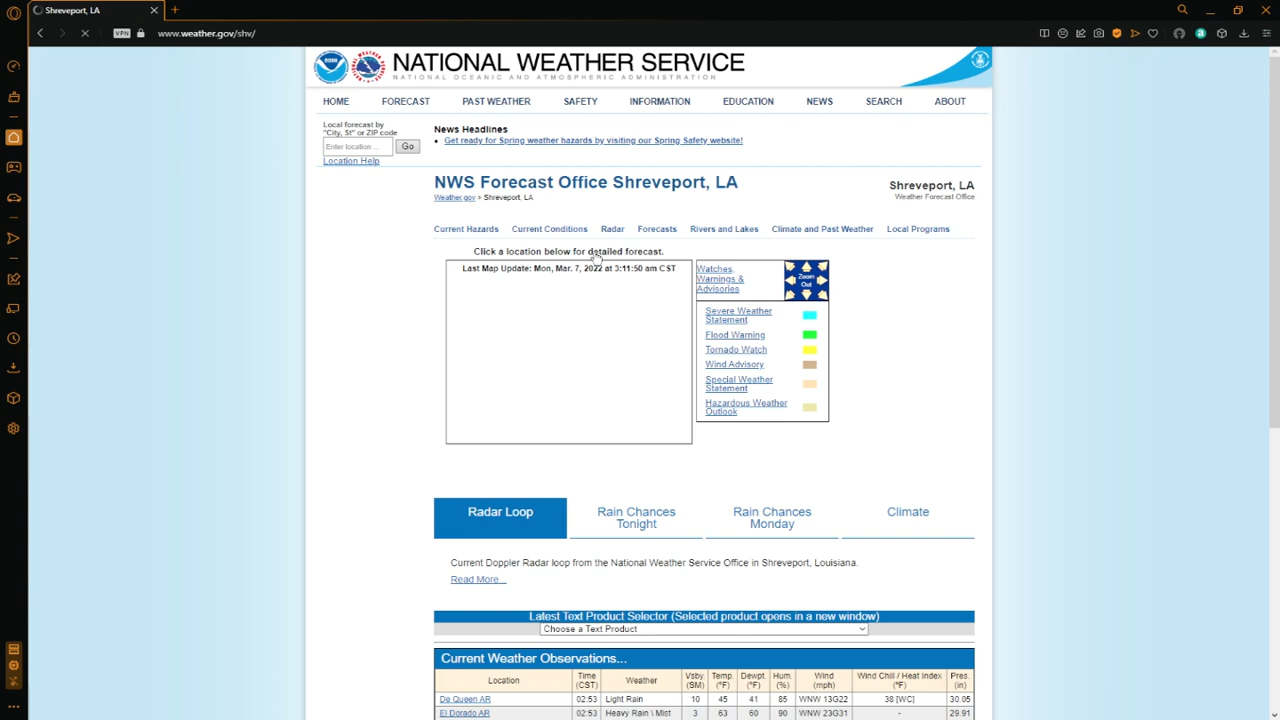 Shreveport, LA
VPN
www.weather.gov/shv/
NATIONAL WEATHER SERVICE
NATIONAL OCEANIC AND ATMOSPHERIC ADMINISTRATION
HOME FORECAST PAST WEATHER SAFETY INFORMATION EDUCATION NEWS SEARCH ABOUT
Local forecast by
"City, St" or ZIP code
Enter location ...
Go
Location Help
News Headlines
Get ready for Spring weather hazards by visiting our Spring Safety website!
NWS Forecast Office Shreveport, LA
Weather.gov > Shreveport, LA
Shreveport, LA
Weather Forecast Office
Current Hazards Current Conditions Radar Forecasts Rivers and Lakes Climate and Past Weather Local Programs
Click a location below for detailed forecast.
Last Map Update: Mon, Mar. 7, 2022 at 3:11:50 am CST
Watches,
Warnings &
Advisories
Zoom
Out
Severe Weather
Statement
Flood Warning
Tornado Watch
Wind Advisory
Special Weather
Statement
Hazardous Weather
Outlook
Radar Loop
Rain Chances
Tonight
Rain Chances
Monday
Climate
Current Doppler Radar loop from the National Weather Service Office in Shreveport, Louisiana.
Read More...
Latest Text Product Selector (Selected product opens in a new window)
Choose a Text Product
Current Weather Observations...
Location Time (CST) Weather Vsby (SM) Temp. (°F) Dewpt. (°F) Hum. (%) Wind (mph) Wind Chill / Heat Index (°F) Pres. (in)
De Queen AR 02:53 Light Rain 10 45 41 85 WNW 13G22 38 [WC] 30.05
El Dorado AR 02:53 Heavy Rain \ Mist 3 63 60 90 WNW 23G31 - 29.91